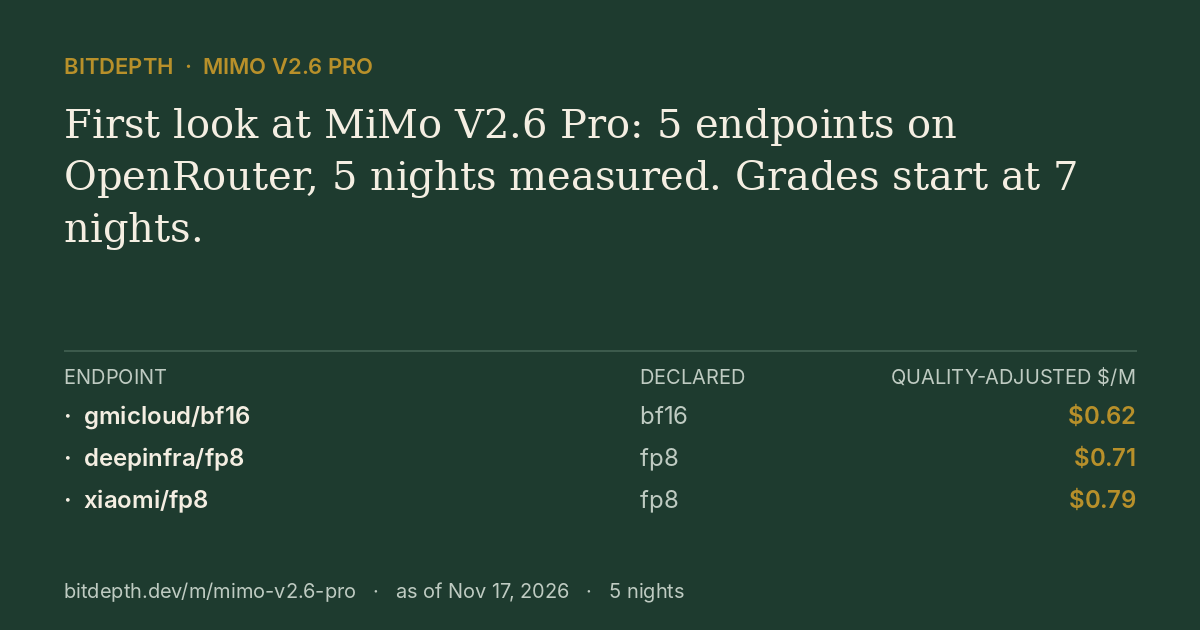 BITDEPTH · MIMO V2.6 PRO
First look at MiMo V2.6 Pro: 5 endpoints on
OpenRouter, 5 nights measured. Grades start at 7
nights.
ENDPOINT DECLARED QUALITY-ADJUSTED $/M
· gmicloud/bf16 bf16 $0.62
· deepinfra/fp8 fp8 $0.71
· xiaomi/fp8 fp8 $0.79
bitdepth.dev/m/mimo-v2.6-pro · as of Nov 17, 2026 · 5 nights